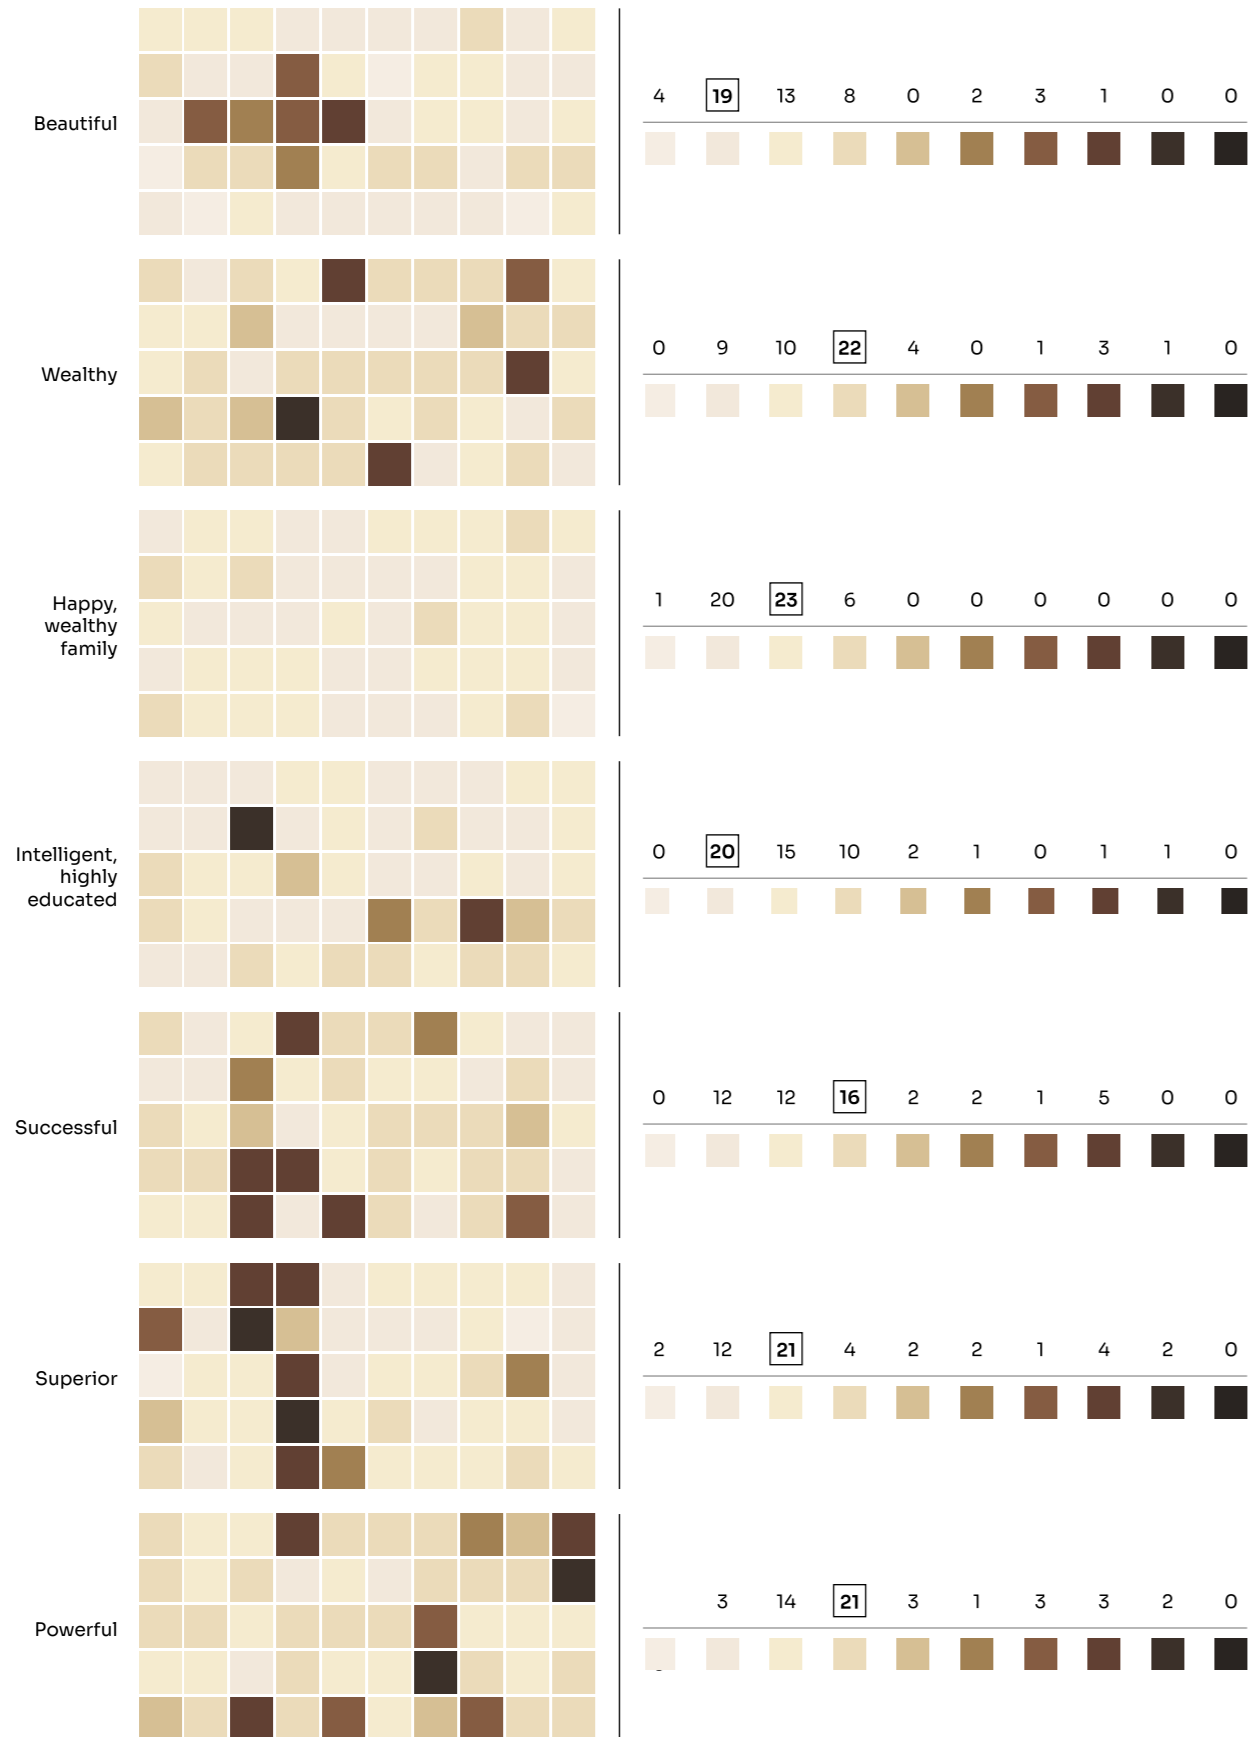 4 19 13 8 0 2 3 1 0 0
Beautiful
0 9 10 22 4 0 1 3 1 0
Wealthy
1 20 23 6 0 0 0 0 0 0
Happy,
wealthy
family
0 20 15 10 2 1 0 1 1 0
Intelligent,
highly
educated
0 12 12 16 2 2 1 5 0 0
Successful
2 12 21 4 2 2 1 4 2 0
Superior
3 14 21 3 1 3 3 2 0
Powerful